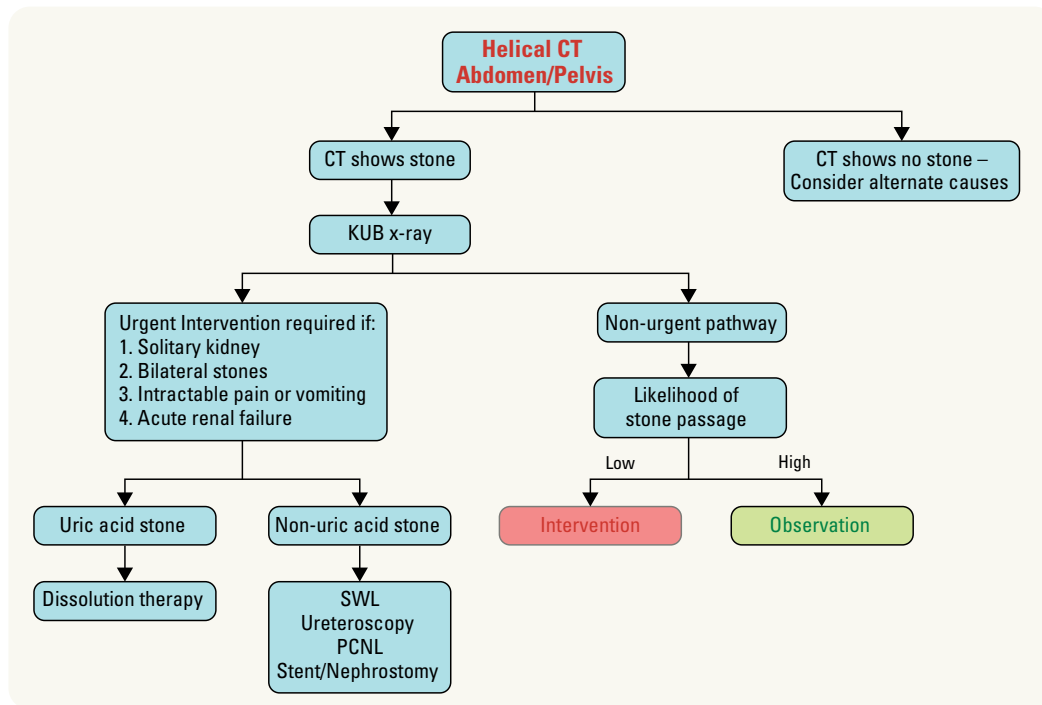 Helical CT
Abdomen/Pelvis
CT shows stone
CT shows no stone –
Consider alternate causes
KUB x-ray
Urgent Intervention required if:
1. Solitary kidney
2. Bilateral stones
3. Intractable pain or vomiting
4. Acute renal failure
Non-urgent pathway
Likelihood of
stone passage
Low
High
Uric acid stone
Non-uric acid stone
Intervention
Observation
Dissolution therapy
SWL
Ureteroscopy
PCNL
Stent/Nephrostomy